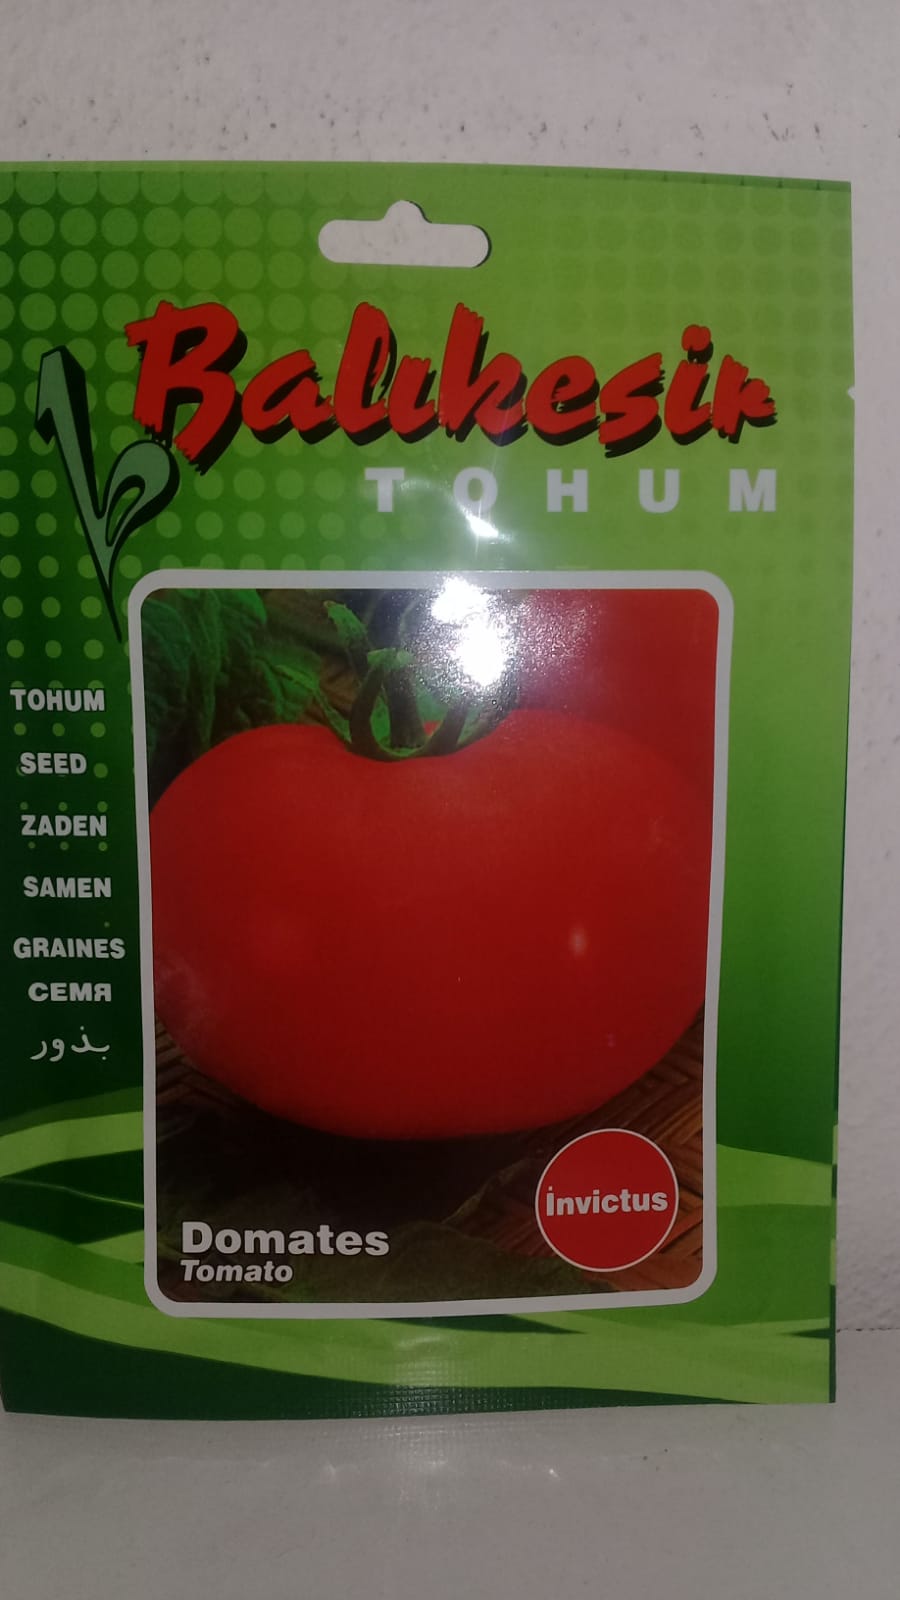 Balıkesir
TOHUM
TOHUM
SEED
ZADEN
SAMEN
GRAINES
СЕМЯ
بذور
İnvictus
Domates
Tomato